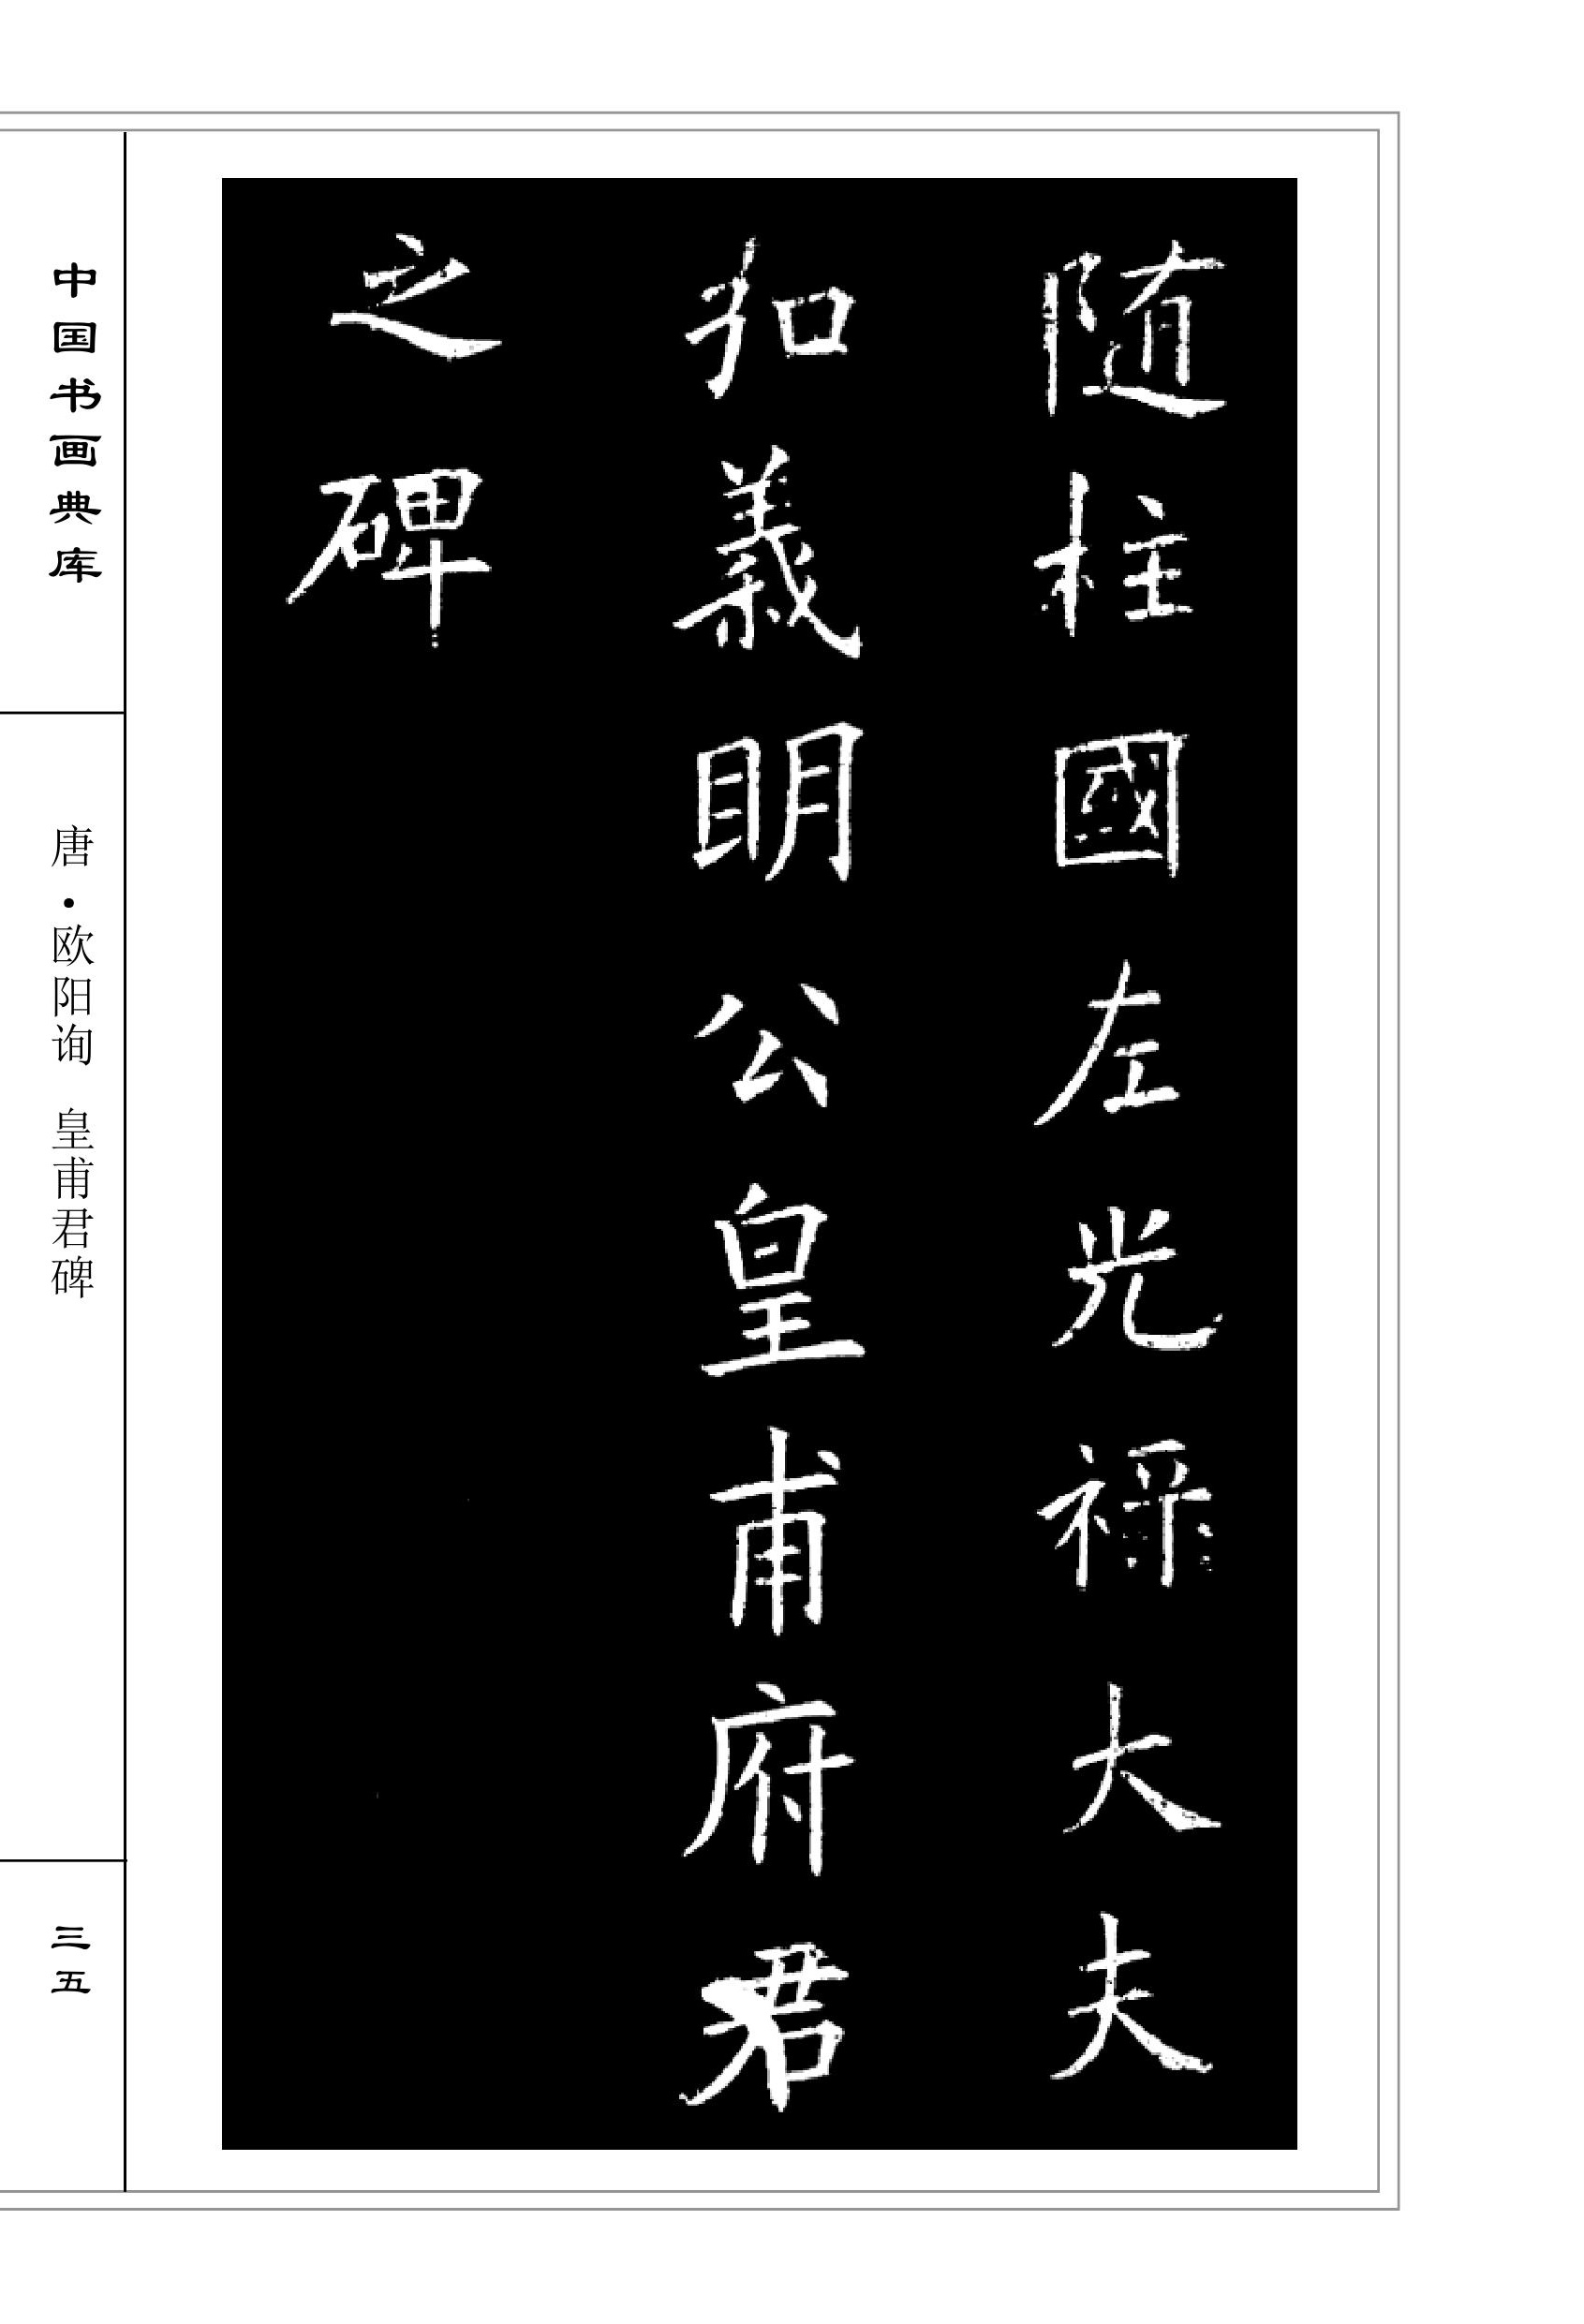 随柱國左光禄大夫
扣義明公皇甫府君
之碑
中国书画典库
唐·欧阳询 皇甫君碑
三五